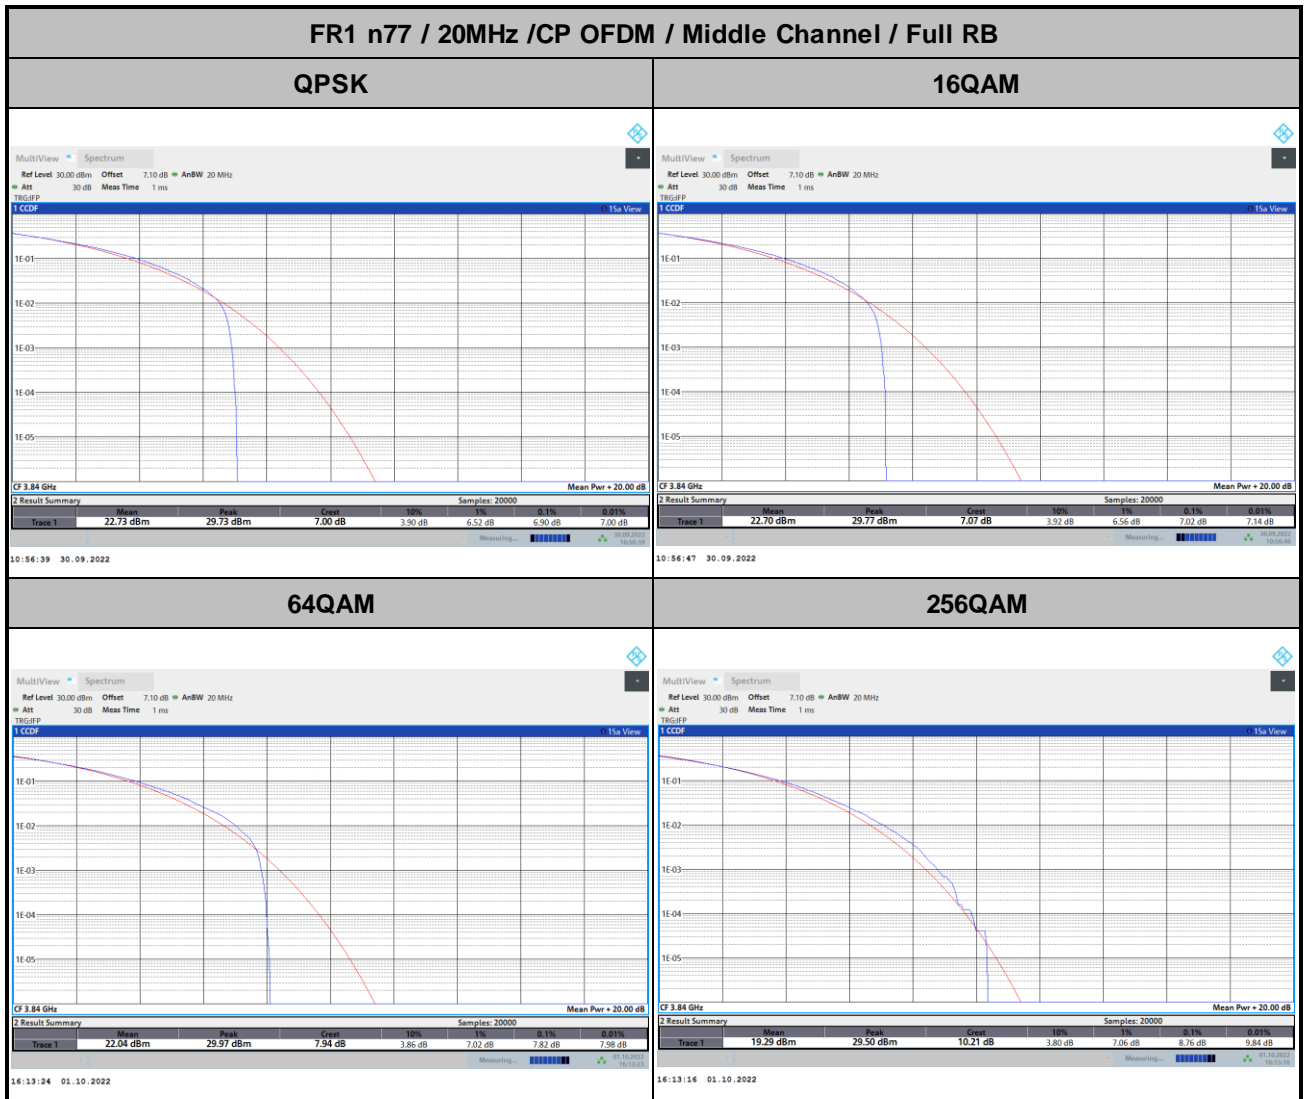 FR1 n77 / 20MHz /CP OFDM / Middle Channel / Full RB
QPSK
16QAM
MultiView Spectrum
Ref Level 30.00 dBm Offset 7.10 dB AnBW 20 MHz
Att 30 dB Meas Time 1 ms
TRG:IFP
1 CCDF 1Sa View
1E-01
1E-02
1E-03
1E-04
1E-05
CF 3.84 GHz Mean Pwr + 20.00 dB
2 Result Summary Samples: 20000
Mean Peak Crest 10% 1% 0.1% 0.01%
Trace 1 22.73 dBm 29.73 dBm 7.00 dB 3.90 dB 6.52 dB 6.90 dB 7.00 dB
Measuring... 30.09.2022
10:56:39
10:56:39 30.09.2022
MultiView Spectrum
Ref Level 30.00 dBm Offset 7.10 dB AnBW 20 MHz
Att 30 dB Meas Time 1 ms
TRG:IFP
1 CCDF 1Sa View
1E-01
1E-02
1E-03
1E-04
1E-05
CF 3.84 GHz Mean Pwr + 20.00 dB
2 Result Summary Samples: 20000
Mean Peak Crest 10% 1% 0.1% 0.01%
Trace 1 22.70 dBm 29.77 dBm 7.07 dB 3.92 dB 6.56 dB 7.02 dB 7.14 dB
Measuring... 30.09.2022
10:56:47 30.09.2022
64QAM
256QAM
MultiView Spectrum
Ref Level 30.00 dBm Offset 7.10 dB AnBW 20 MHz
Att 30 dB Meas Time 1 ms
TRG:IFP
1 CCDF 1Sa View
1E-01
1E-02
1E-03
1E-04
1E-05
CF 3.84 GHz Mean Pwr + 20.00 dB
2 Result Summary Samples: 20000
Mean Peak Crest 10% 1% 0.1% 0.01%
Trace 1 22.04 dBm 29.97 dBm 7.94 dB 3.86 dB 7.02 dB 7.82 dB 7.98 dB
Measuring... 01.10.2022
16:13:24 01.10.2022
MultiView Spectrum
Ref Level 30.00 dBm Offset 7.10 dB AnBW 20 MHz
Att 30 dB Meas Time 1 ms
TRG:IFP
1 CCDF 1Sa View
1E-01
1E-02
1E-03
1E-04
1E-05
CF 3.84 GHz Mean Pwr + 20.00 dB
2 Result Summary Samples: 20000
Mean Peak Crest 10% 1% 0.1% 0.01%
Trace 1 19.29 dBm 29.50 dBm 10.21 dB 3.80 dB 7.06 dB 8.76 dB 9.84 dB
Measuring... 01.10.2022
16:13:16 01.10.2022